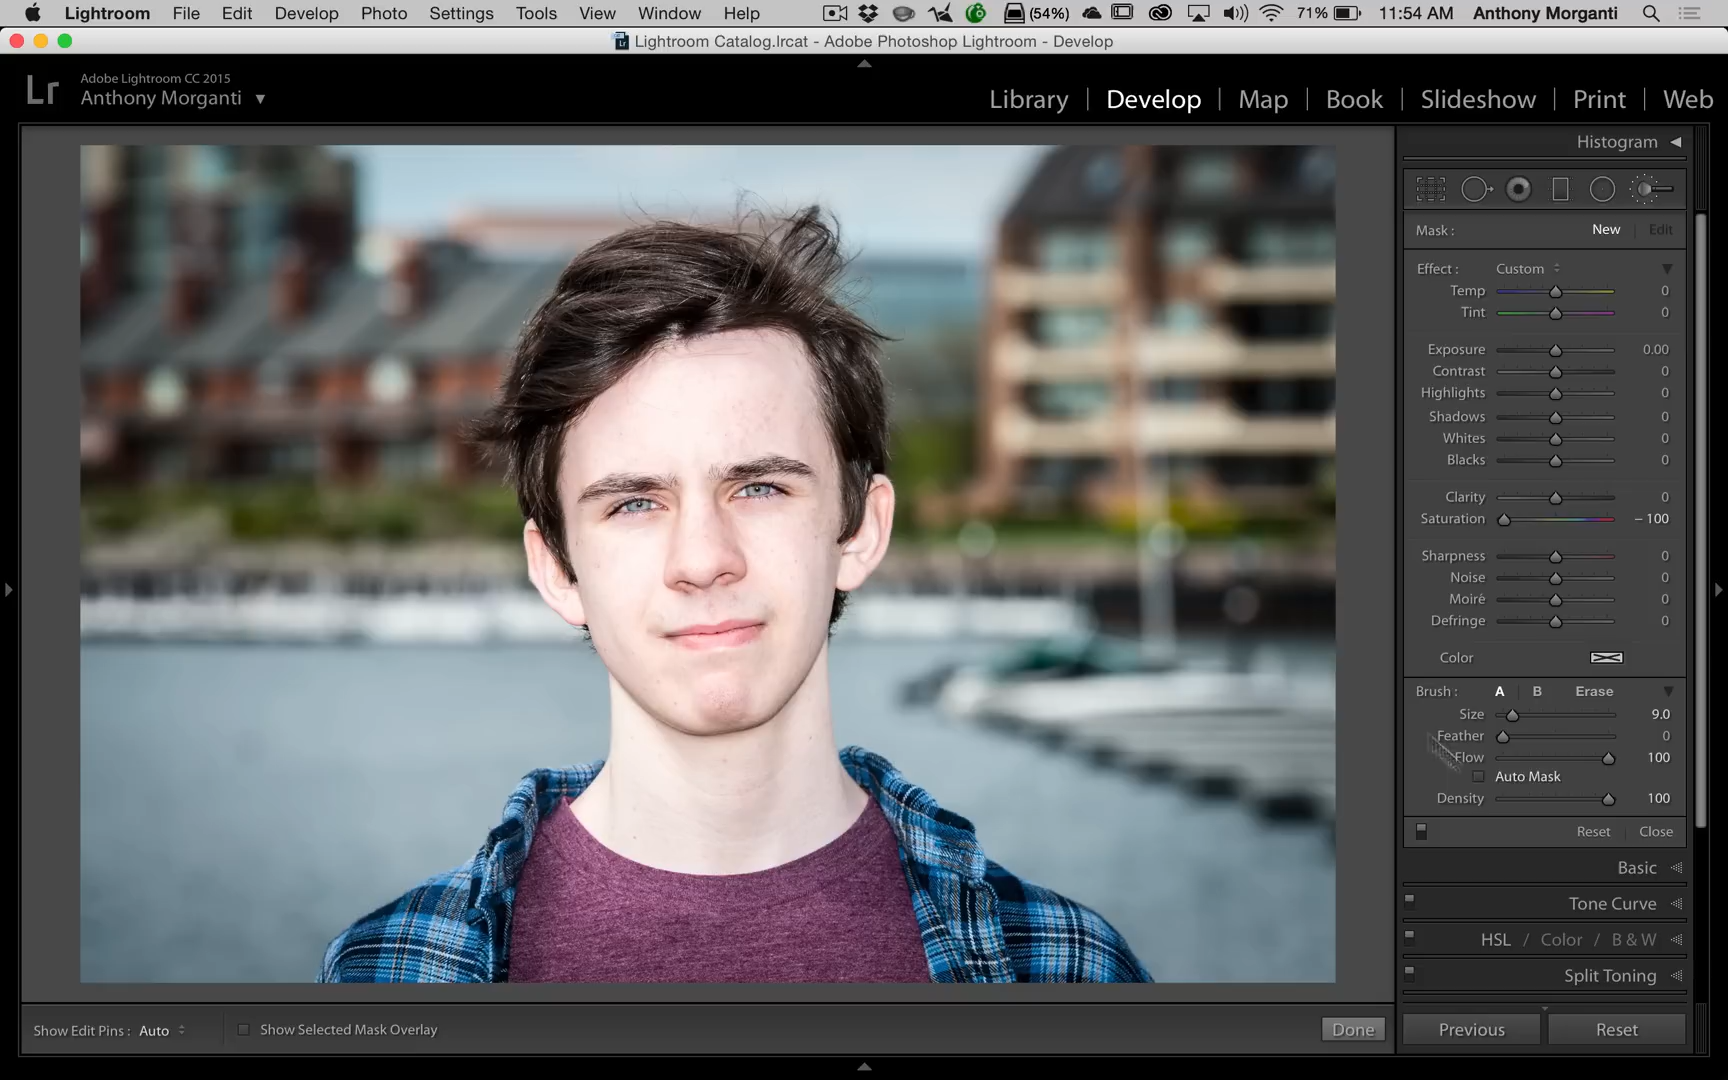 Lightroom File Edit Develop Photo Settings Tools View Window Help (54%) 71% 11:54 AM Anthony Morganti
Lightroom Catalog.lrcat - Adobe Photoshop Lightroom - Develop
Lr
Adobe Lightroom CC 2015
Anthony Morganti
Library | Develop | Map | Book | Slideshow | Print | Web
Histogram
Mask : New Edit
Effect : Custom
Temp 0
Tint 0
Exposure 0.00
Contrast 0
Highlights 0
Shadows 0
Whites 0
Blacks 0
Clarity 0
Saturation – 100
Sharpness 0
Noise 0
Moiré 0
Defringe 0
Color
Brush : A B Erase
Size 9.0
Feather 0
Flow 100
Auto Mask
Density 100
Reset Close
Basic
Tone Curve
HSL / Color / B & W
Split Toning
Show Edit Pins : Auto Show Selected Mask Overlay Done Previous Reset